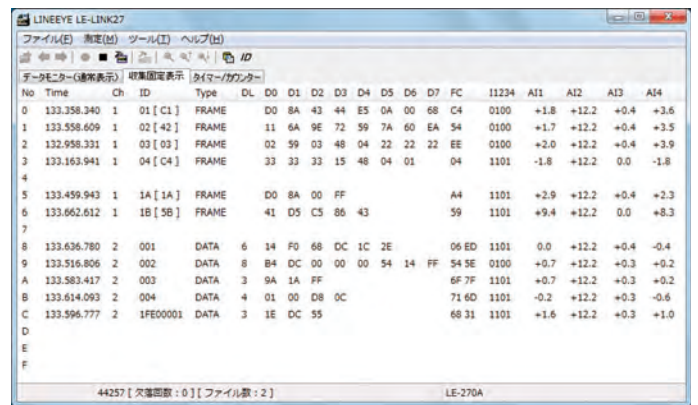 LINEEYE LE-LINK27
ファイル(F) 測定(M) ツール(T) ヘルプ(H)
ID
データモニター(通常表示) 収集固定表示 タイマー/カウンター
No Time Ch ID Type DL D0 D1 D2 D3 D4 D5 D6 D7 FC I1234 AI1 AI2 AI3 AI4
0 133.358.340 1 01 [ C1 ] FRAME D0 8A 43 44 E5 0A 00 68 C4 0100 +1.8 +12.2 +0.4 +3.6
1 133.558.609 1 02 [ 42 ] FRAME 11 6A 9E 72 59 7A 60 EA 54 0100 +1.7 +12.2 +0.4 +3.5
2 132.958.331 1 03 [ 03 ] FRAME 02 59 03 48 04 22 22 22 EE 0100 +2.0 +12.2 +0.4 +3.9
3 133.163.941 1 04 [ C4 ] FRAME 33 33 33 15 48 04 01 04 1101 -1.8 +12.2 0.0 -1.8
4
5 133.459.943 1 1A [ 1A ] FRAME D0 8A 00 FF A4 1101 +2.9 +12.2 +0.4 +2.4
6 133.662.612 1 1B [ 5B ] FRAME 41 D5 C5 86 43 59 1101 +9.4 +12.2 0.0 +8.3
7
8 133.636.780 2 001 DATA 6 14 F0 68 DC 1C 2E 06 ED 1101 0.0 +12.2 +0.4 -0.4
9 133.516.806 2 002 DATA 8 B4 DC 00 00 00 54 14 FF 54 5E 0100 +0.7 +12.2 +0.3 +0.2
A 133.583.417 2 003 DATA 3 9A 1A FF 6F 7F 1101 +0.7 +12.2 +0.3 +0.2
B 133.614.093 2 004 DATA 4 01 00 D8 0C 71 6D 1101 -0.2 +12.2 +0.3 -0.6
C 133.596.777 2 1FE00001 DATA 3 1E DC 55 68 31 1101 +1.6 +12.2 +0.3 +1.0
D
E
F
44257 [ 欠落回数 : 0 ] [ ファイル数 : 2 ] LE-270A